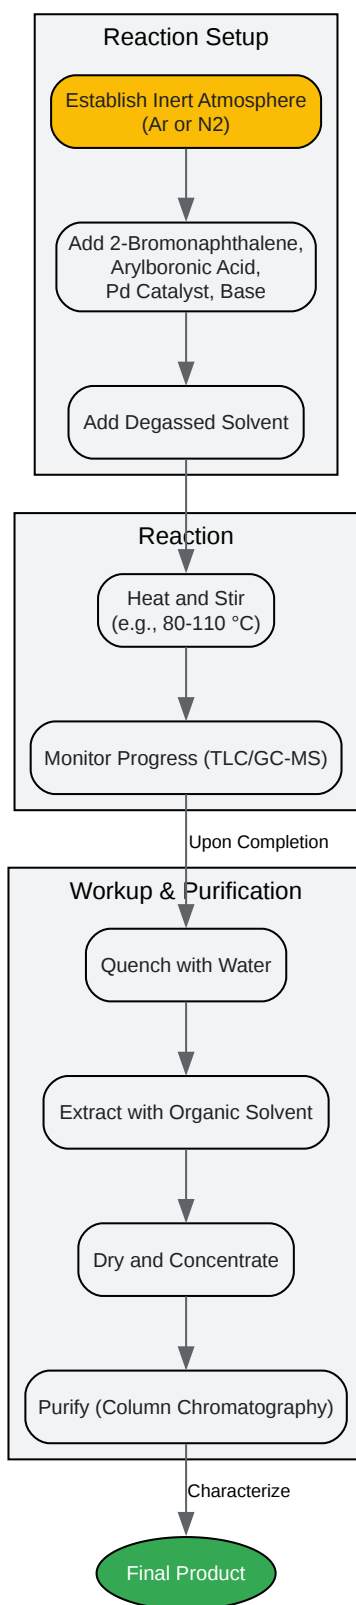 Reaction Setup
Establish Inert Atmosphere
(Ar or N2)
Add 2-Bromonaphthalene,
Arylboronic Acid,
Pd Catalyst, Base
Add Degassed Solvent
Reaction
Heat and Stir
(e.g., 80-110 °C)
Monitor Progress (TLC/GC-MS)
Upon Completion
Workup & Purification
Quench with Water
Extract with Organic Solvent
Dry and Concentrate
Purify (Column Chromatography)
Characterize
Final Product